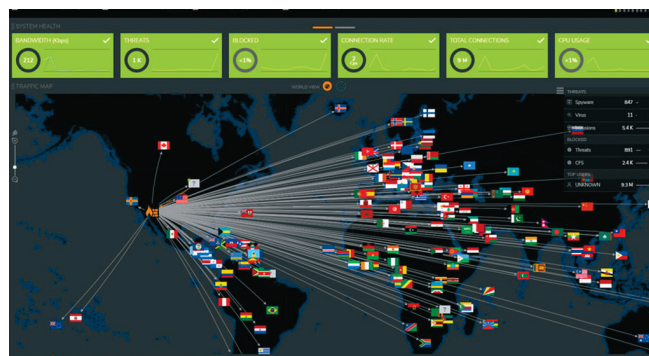 SYSTEM HEALTH
BANDWIDTH (Kbps)
212
THREATS
1 K
BLOCKED
<1%
CONNECTION RATE
3
TOTAL CONNECTIONS
9 M
CPU USAGE
<1%
TRAFFIC MAP
WORLD VIEW
THREATS
Spyware 847
Virus 11
5.4 K
BLOCKED
Threats 891
CFS 2.4 K
TOP USERS
UNKNOWN 9.3 M